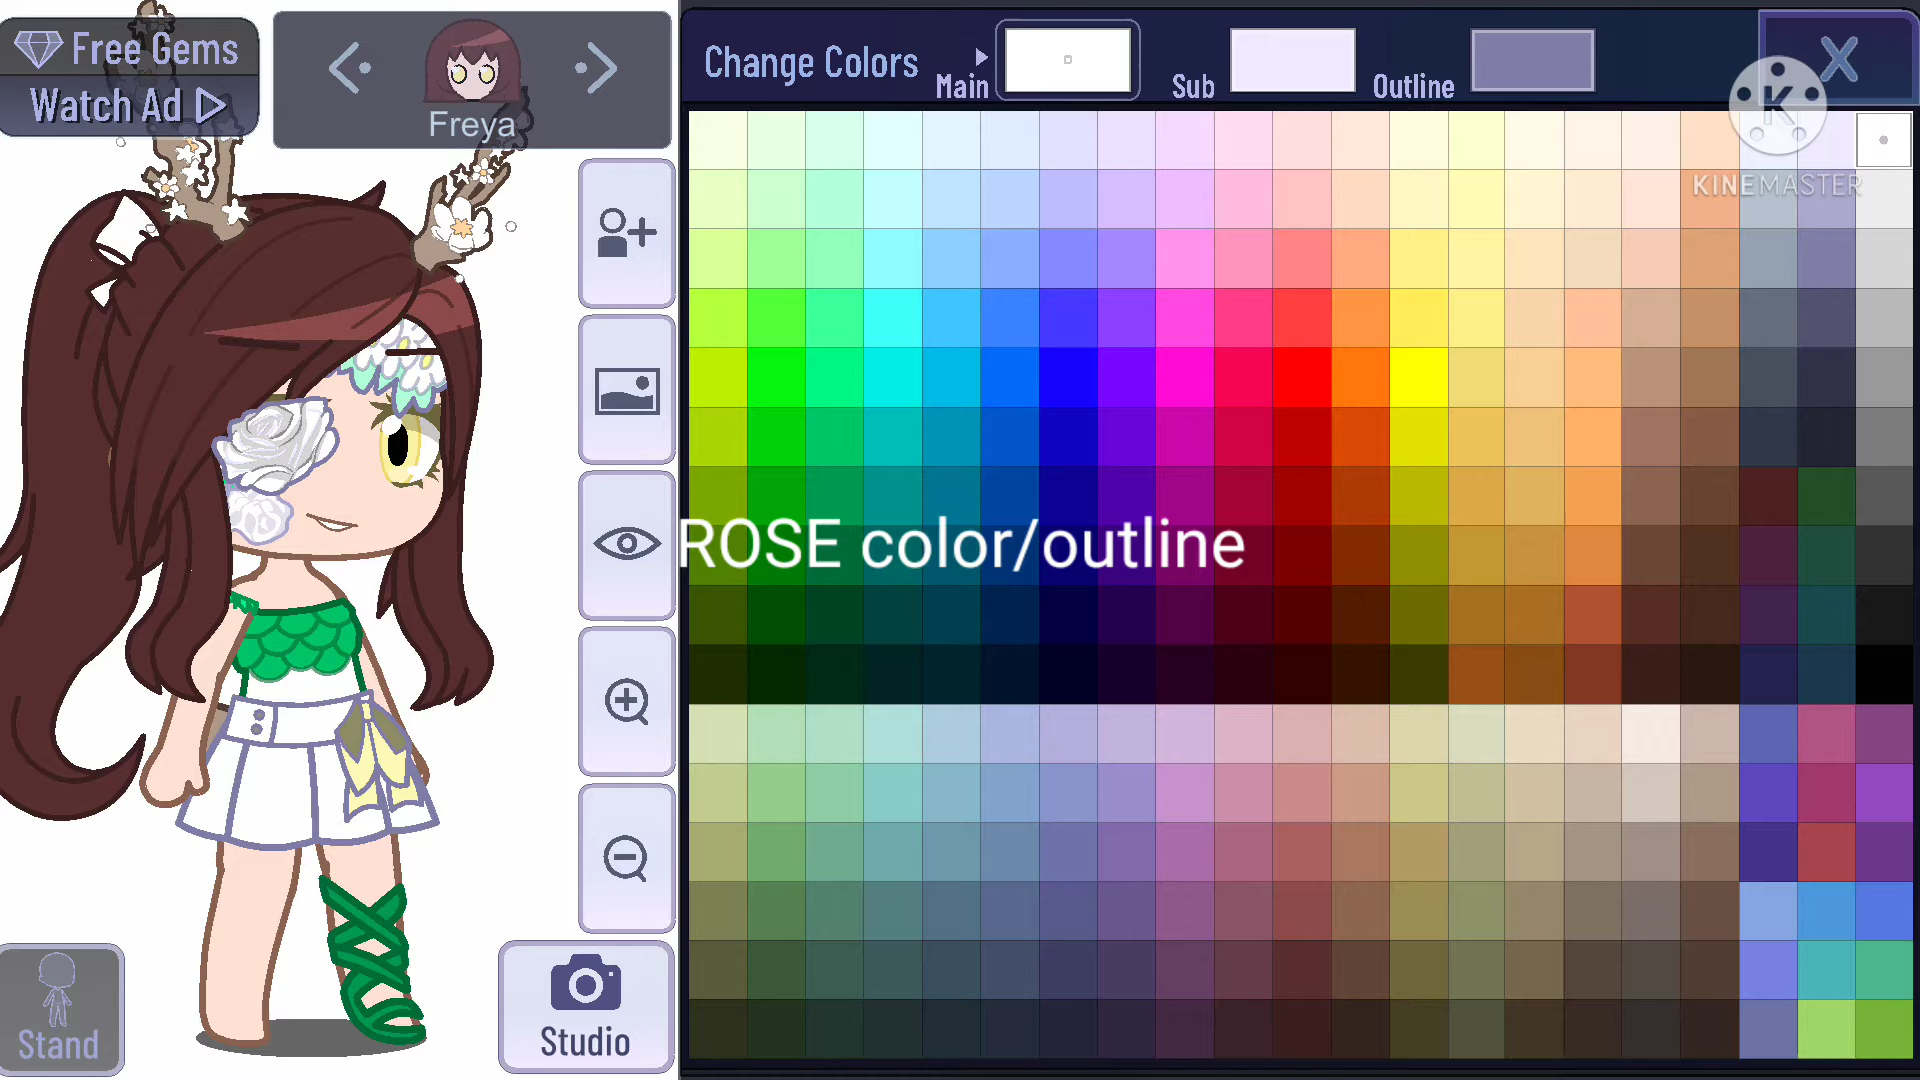 Free Gems
Watch Ad
Freya
Change Colors
Main
Sub
Outline
X
K
KINEMASTER
ROSE color/outline
Stand
Studio